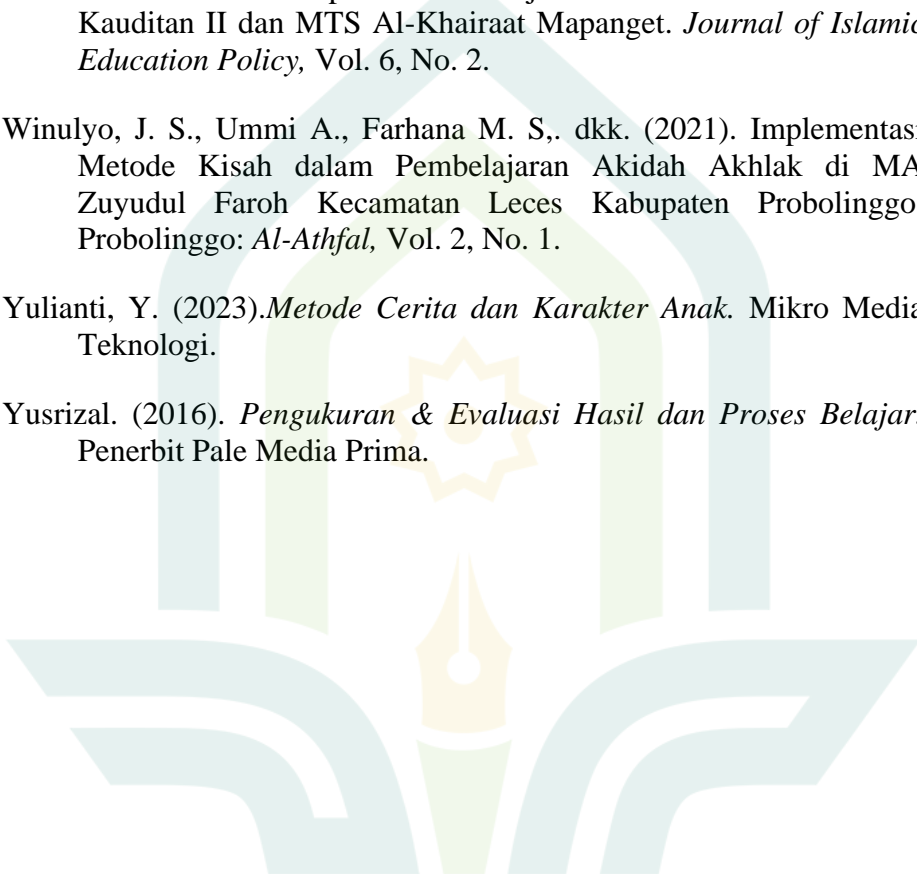 Kauditan II dan MTS Al-Khairaat Mapanget. Journal of Islamic
Education Policy, Vol. 6, No. 2.
Winulyo, J. S., Ummi A., Farhana M. S,. dkk. (2021). Implementasi
Metode Kisah dalam Pembelajaran Akidah Akhlak di MA
Zuyudul Faroh Kecamatan Leces Kabupaten Probolinggo
Probolinggo: Al-Athfal, Vol. 2, No. 1.
Yulianti, Y. (2023).Metode Cerita dan Karakter Anak. Mikro Media
Teknologi.
Yusrizal. (2016). Pengukuran & Evaluasi Hasil dan Proses Belajar.
Penerbit Pale Media Prima.